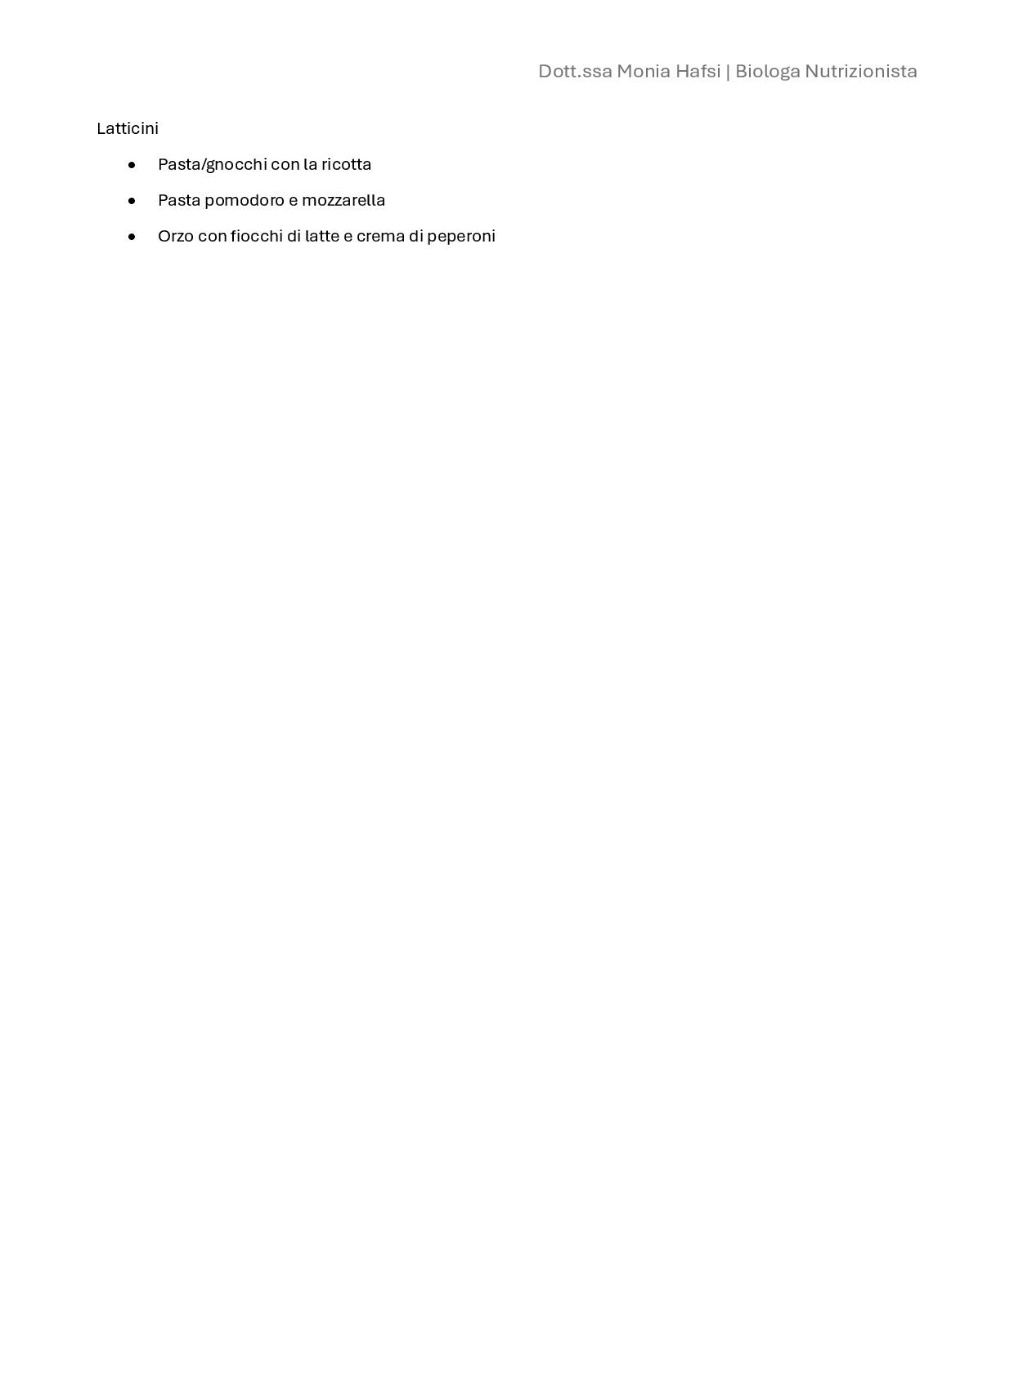 Dott.ssa Monia Hafsi | Biologa Nutrizionista
Latticini
• Pasta/gnocchi con la ricotta
• Pasta pomodoro e mozzarella
• Orzo con fiocchi di latte e crema di peperoni